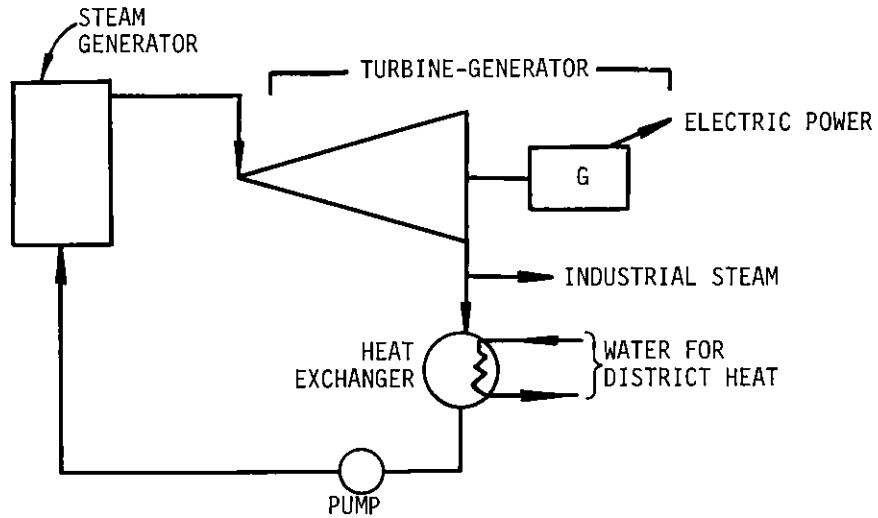 STEAM
GENERATOR
TURBINE-GENERATOR
ELECTRIC POWER
G
INDUSTRIAL STEAM
HEAT
EXCHANGER
WATER FOR
DISTRICT HEAT
PUMP